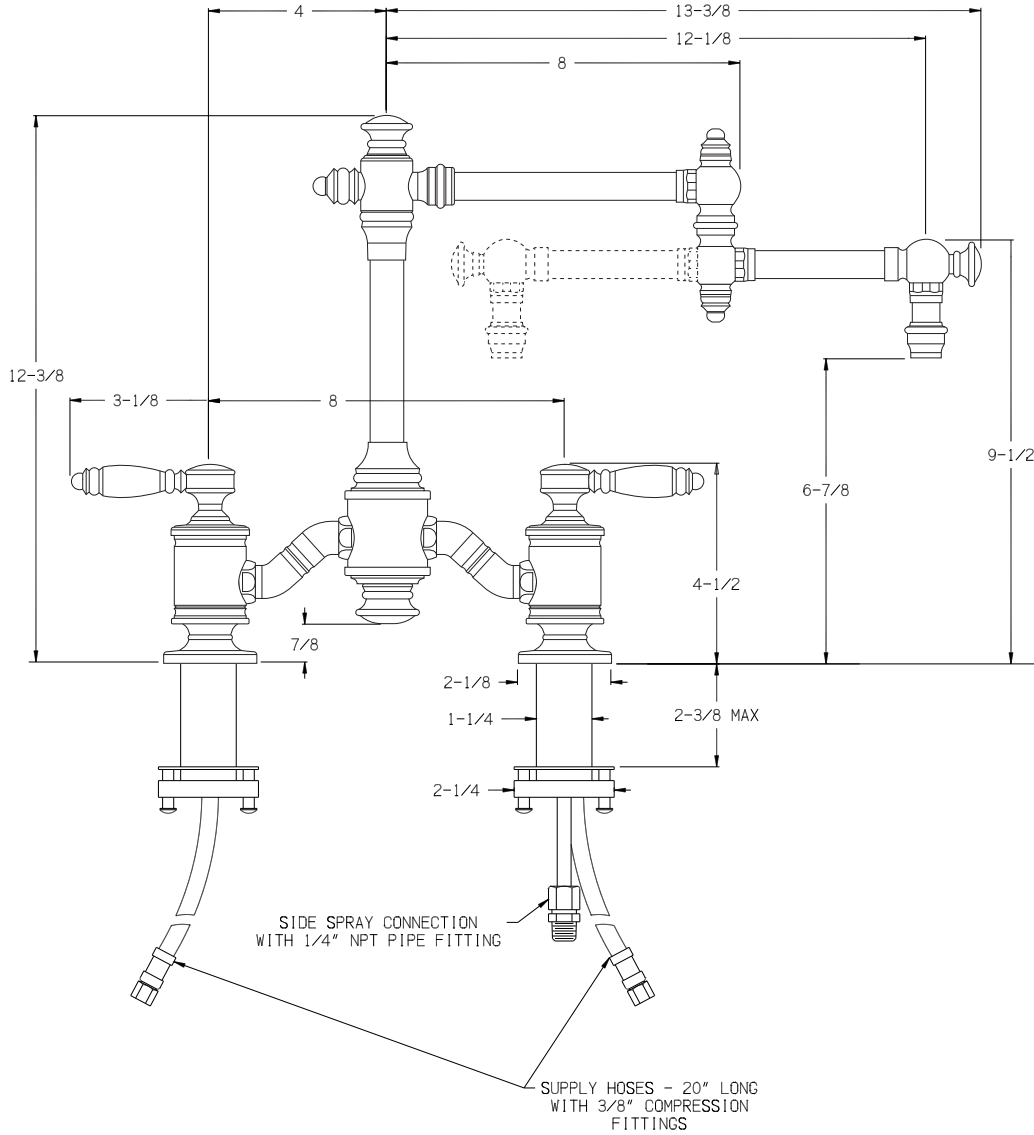 4
13-3/8
12-1/8
8
12-3/8
3-1/8
8
9-1/2
6-7/8
4-1/2
7/8
2-1/8
2-3/8 MAX
1-1/4
2-1/4
SIDE SPRAY CONNECTION
WITH 1/4" NPT PIPE FITTING
SUPPLY HOSES - 20" LONG
WITH 3/8" COMPRESSION
FITTINGS